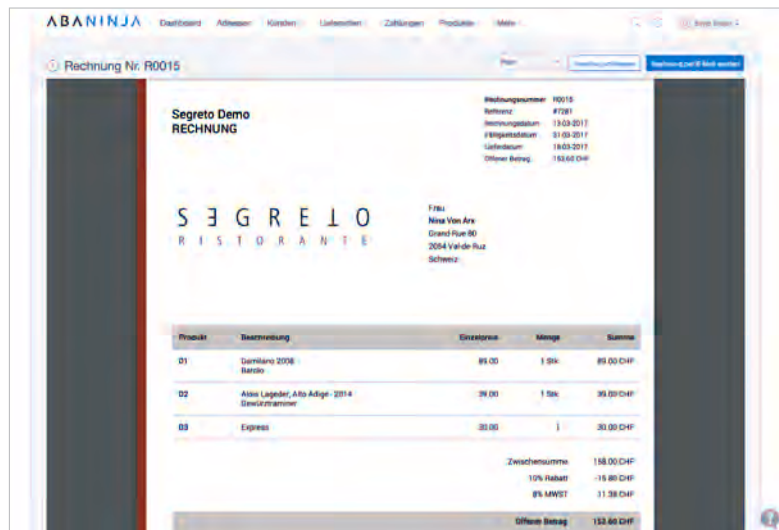 ABANINJA Dashboard Adressen Kunden Lieferanten Zahlungen Produkte Mehr
Rechnung Nr. R0015
Segreto Demo
RECHNUNG
Rechnungsnummer R0015
Referenz #7281
Rechnungsdatum 13-03-2017
Fälligkeitsdatum 31-03-2017
Lieferdatum 18-03-2017
Offener Betrag 153.60 CHF
SEGRETO
RISTORANTE
Frau
Nina Von Arx
Grand-Rue 80
2054 Val-de-Ruz
Schweiz
Produkt Beschreibung Einzelpreis Menge Summe
01 Damilano 2008 89.00 1 Stk 89.00 CHF
Barolo
02 Alois Lageder, Alto Adige - 2014 39.00 1 Stk 39.00 CHF
Gewürztraminer
03 Express 30.00 1 30.00 CHF
Zwischensumme 158.00 CHF
10% Rabatt -15.80 CHF
8% MWST 11.38 CHF
Offener Betrag 153.60 CHF